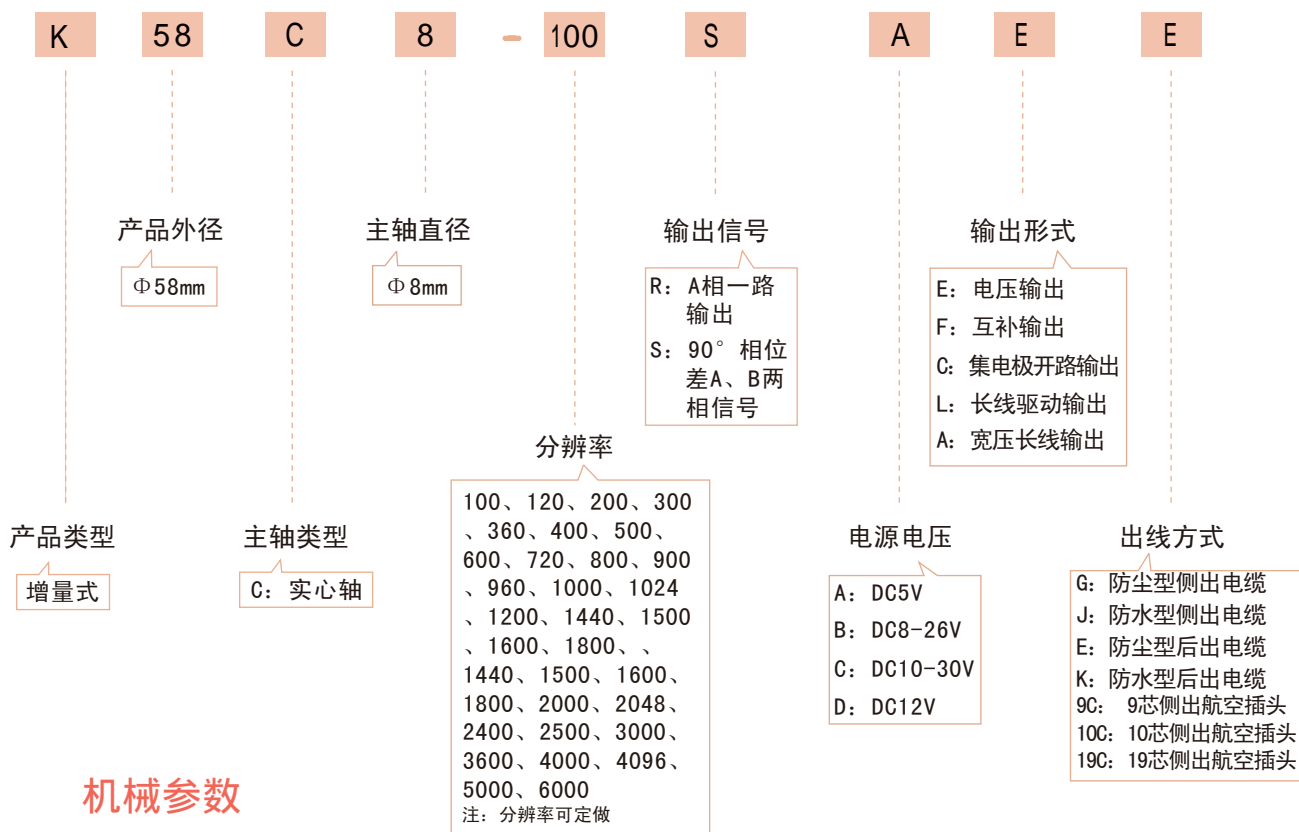 K 58 C 8 - 100 S A E E
产品外径
Φ58mm
主轴直径
Φ8mm
输出信号
R: A相一路
输出
S: 90°相位
差A、B两
相信号
输出形式
E: 电压输出
F: 互补输出
C: 集电极开路输出
L: 长线驱动输出
A: 宽压长线输出
产品类型
增量式
主轴类型
C: 实心轴
分辨率
100、120、200、300
、360、400、500、
600、720、800、900
、960、1000、1024
、1200、1440、1500
、1600、1800、、
1440、1500、1600、
1800、2000、2048、
2400、2500、3000、
3600、4000、4096、
5000、6000
注: 分辨率可定做
电源电压
A: DC5V
B: DC8-26V
C: DC10-30V
D: DC12V
出线方式
G: 防尘型侧出电缆
J: 防水型侧出电缆
E: 防尘型后出电缆
K: 防水型后出电缆
9C: 9芯侧出航空插头
10C: 10芯侧出航空插头
19C: 19芯侧出航空插头
机械参数